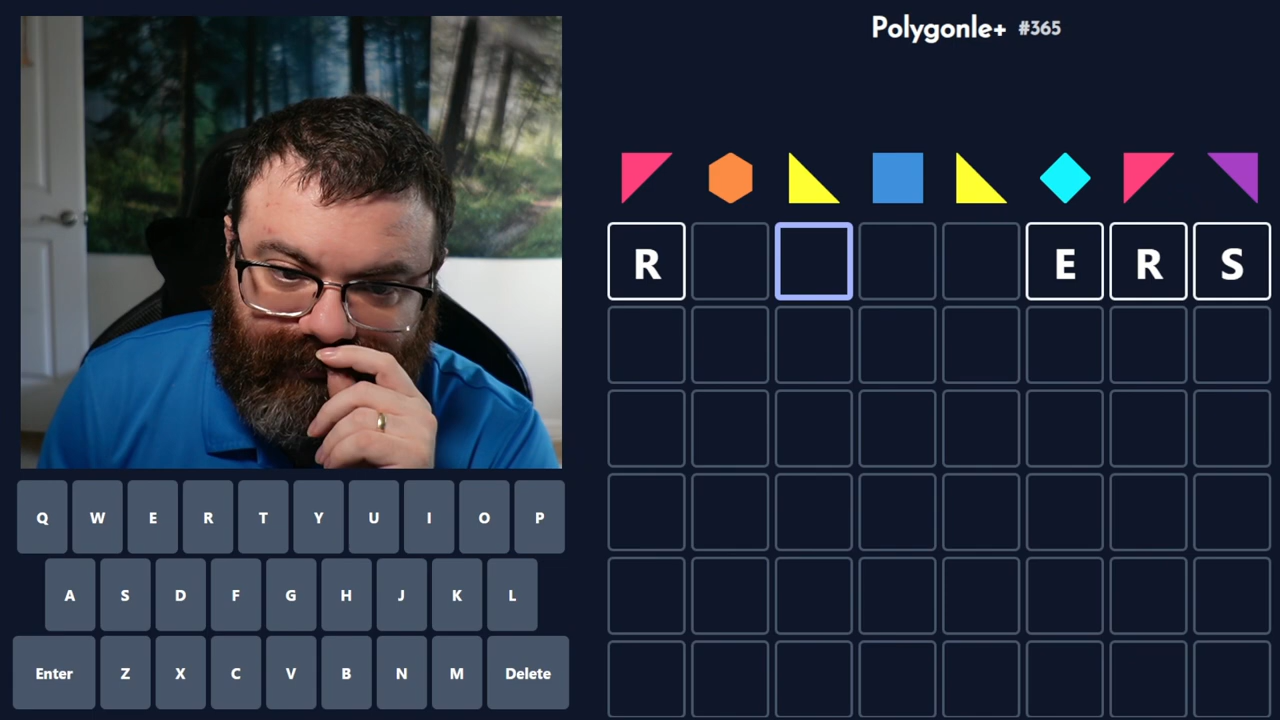 Polygonle+ #365
R E R S
Q W E R T Y U I O P
A S D F G H J K L
Enter Z X C V B N M Delete